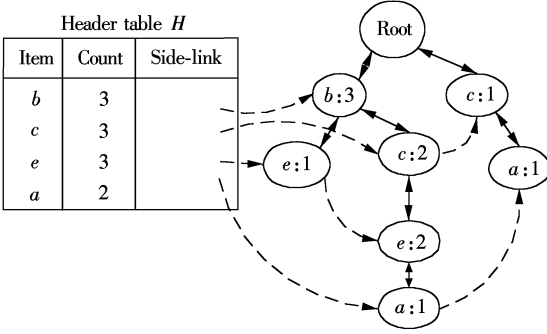 Header table H
Item Count Side-link
b 3
c 3
e 3
a 2
Root
b:3
c:1
e:1
c:2
a:1
e:2
a:1